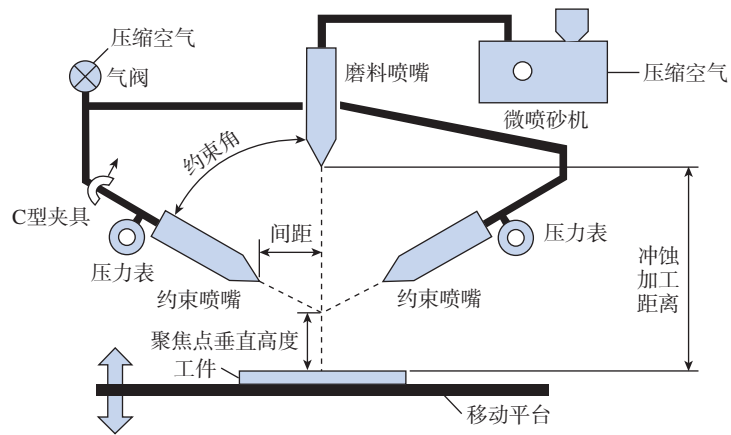 压缩空气
气阀
磨料喷嘴
压缩空气
微喷砂机
约束角
C型夹具
压力表
间距
压力表
约束喷嘴
约束喷嘴
冲蚀
加工
距离
聚焦点垂直高度
工件
移动平台